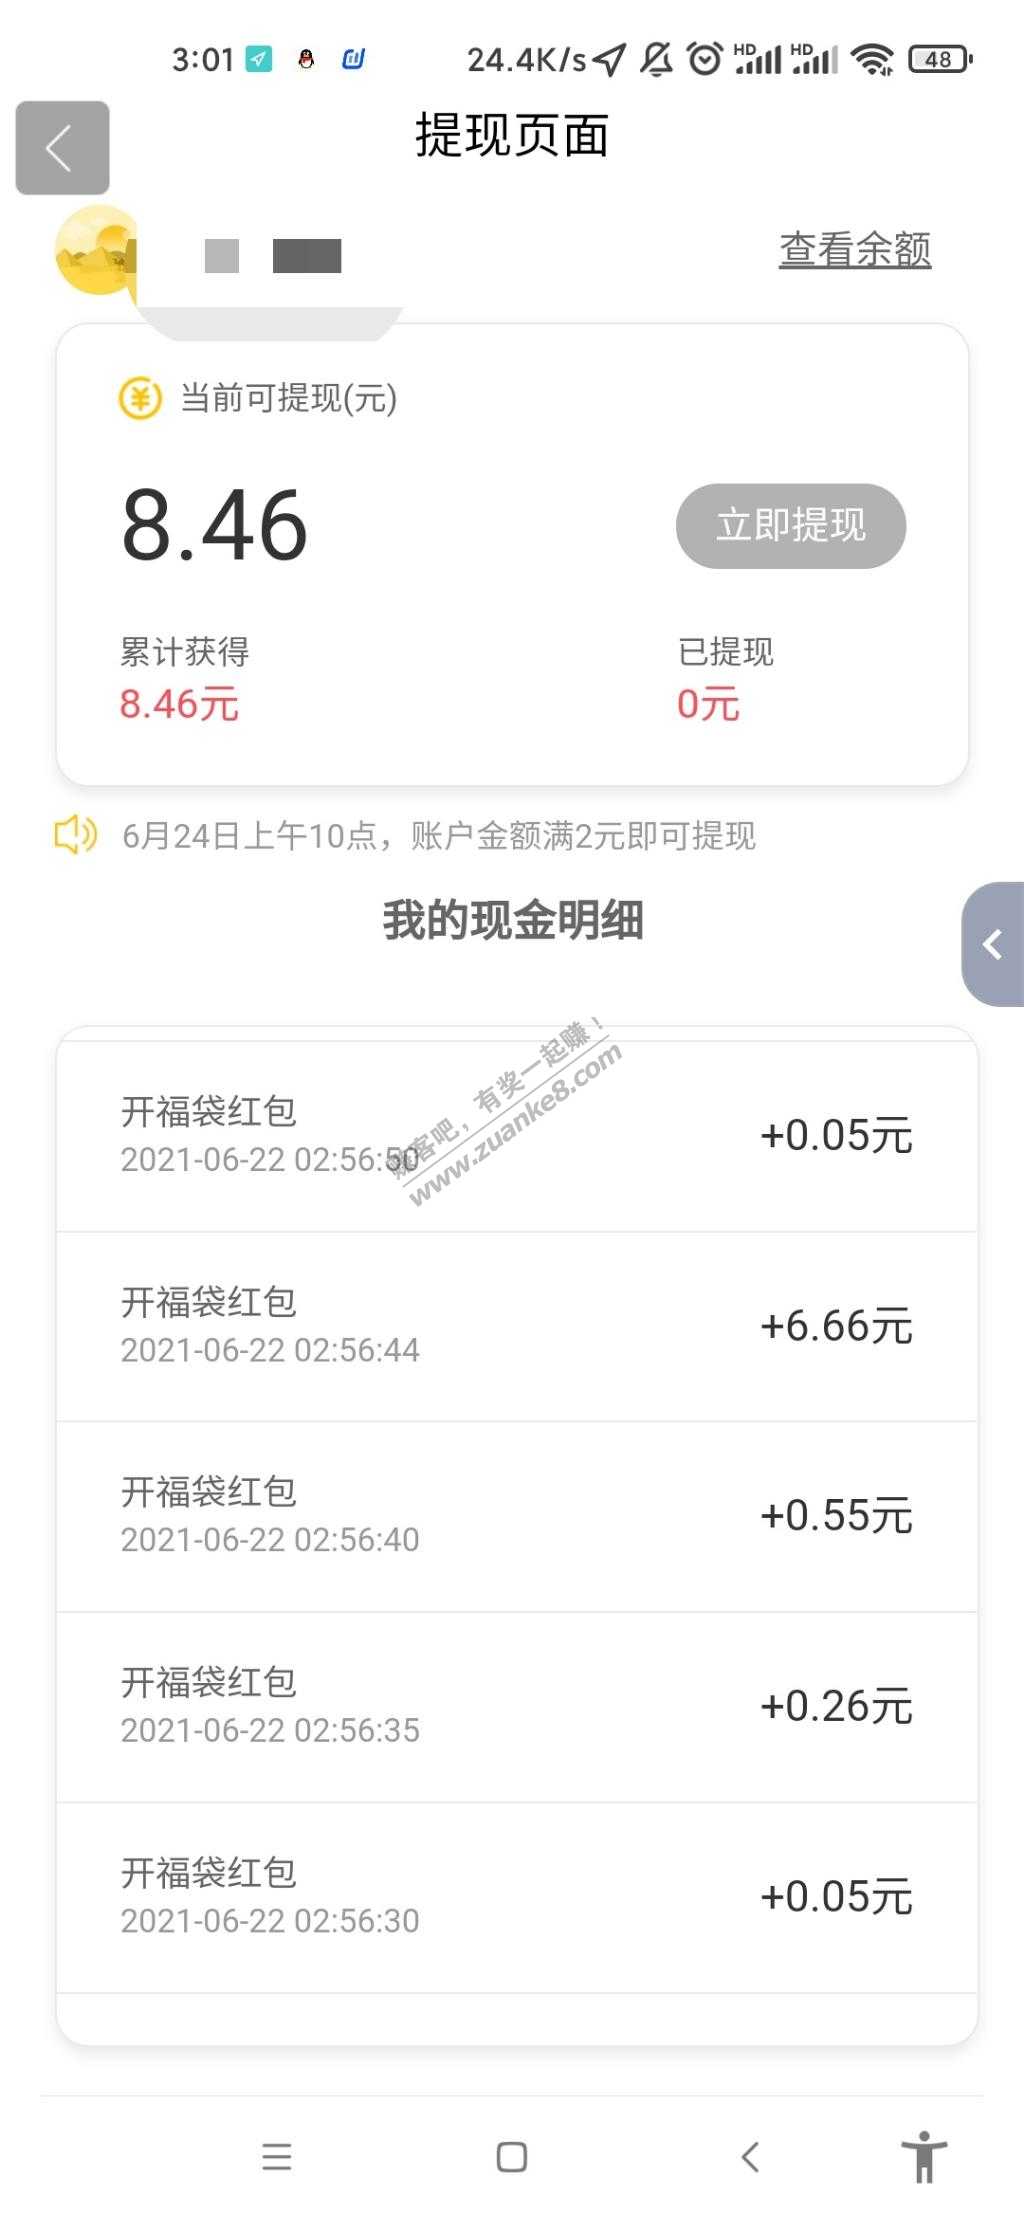 3:01 24.4K/s HD HD 48
提现页面
查看余额
当前可提现(元)
8.46
立即提现
累计获得 已提现
8.46元 0元
6月24日上午10点，账户金额满2元即可提现
我的现金明细
开福袋红包
2021-06-22 02:56:50
+0.05元
赚客吧，有奖一起赚！
www.zuanke8.com
开福袋红包
2021-06-22 02:56:44
+6.66元
开福袋红包
2021-06-22 02:56:40
+0.55元
开福袋红包
2021-06-22 02:56:35
+0.26元
开福袋红包
2021-06-22 02:56:30
+0.05元